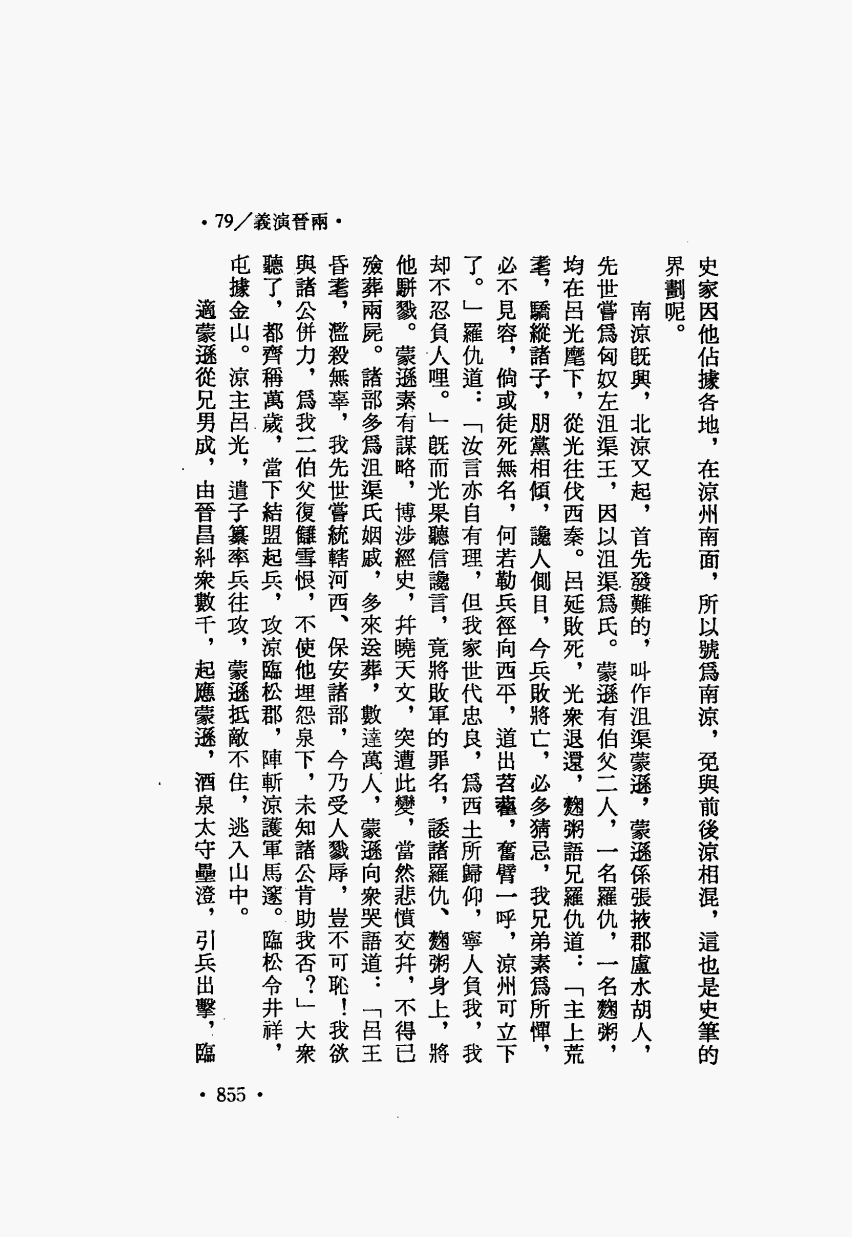 ·79／義演晉兩·
史家因他佔據各地，在涼州南面，所以號爲南涼，免與前後涼相混，這也是史筆的
界劃呢。
南涼旣興，北涼又起，首先發難的，叫作沮渠蒙遜，蒙遜係張掖郡盧水胡人，
先世嘗爲匈奴左沮渠王，因以沮渠爲氏。蒙遜有伯父二人，一名羅仇，一名麴粥，
均在呂光麾下，從光往伐西秦。呂延敗死，光衆退還，麴粥語兄羅仇道：「主上荒
耄，驕縱諸子，朋黨相傾，讒人側目，今兵敗將亡，必多猜忌，我兄弟素爲所憚，
必不見容，倘或徒死無名，何若勒兵徑向西平，道出苕藋，奮臂一呼，涼州可立下
了。」羅仇道：「汝言亦自有理，但我家世代忠良，爲西土所歸仰，寧人負我，我
却不忍負人哩。」旣而光果聽信讒言，竟將敗軍的罪名，諉諸羅仇、麴粥身上，將
他駢戮。蒙遜素有謀略，博涉經史，幷曉天文，突遭此變，當然悲憤交幷，不得已
殮葬兩屍。諸部多爲沮渠氏姻戚，多來送葬，數達萬人，蒙遜向衆哭語道：「呂王
昏耄，濫殺無辜，我先世嘗統轄河西、保安諸部，今乃受人戮辱，豈不可恥！我欲
與諸公併力，爲我二伯父復讎雪恨，不使他埋怨泉下，未知諸公肯助我否？」大衆
聽了，都齊稱萬歲，當下結盟起兵，攻涼臨松郡，陣斬涼護軍馬邃。臨松令井祥，
屯據金山。涼主呂光，遣子纂率兵往攻，蒙遜抵敵不住，逃入山中。
適蒙遜從兄男成，由晉昌糾衆數千，起應蒙遜，酒泉太守壘澄，引兵出擊，臨
·855·